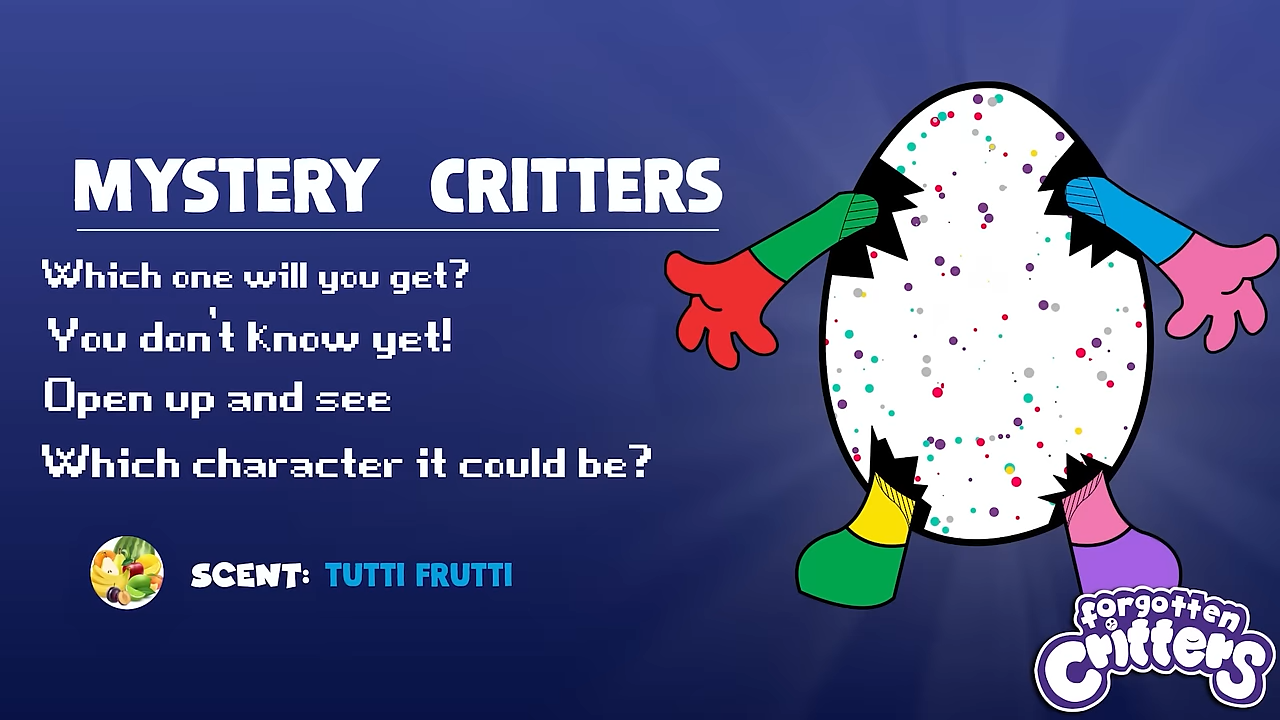 MYSTERY CRITTERS
Which one will you get?
You don't know yet!
Open up and see
Which character it could be?
SCENT: TUTTI FRUTTI
forgotten
Critters